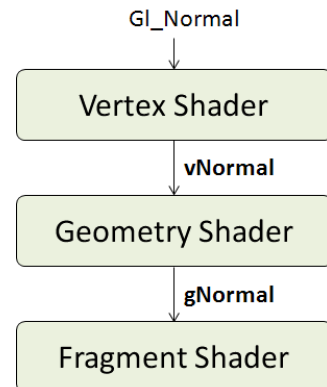 Gl_Normal
Vertex Shader
vNormal
Geometry Shader
gNormal
Fragment Shader